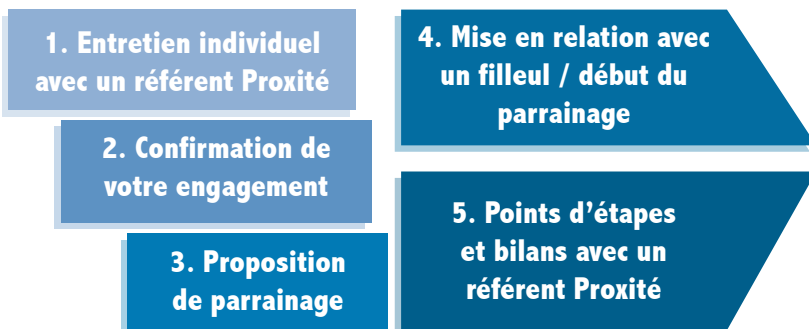 1. Entretien individuel
avec un référent Proxité
2. Confirmation de
votre engagement
3. Proposition
de parrainage
4. Mise en relation avec
un filleul / début du
parrainage
5. Points d’étapes
et bilans avec un
référent Proxité